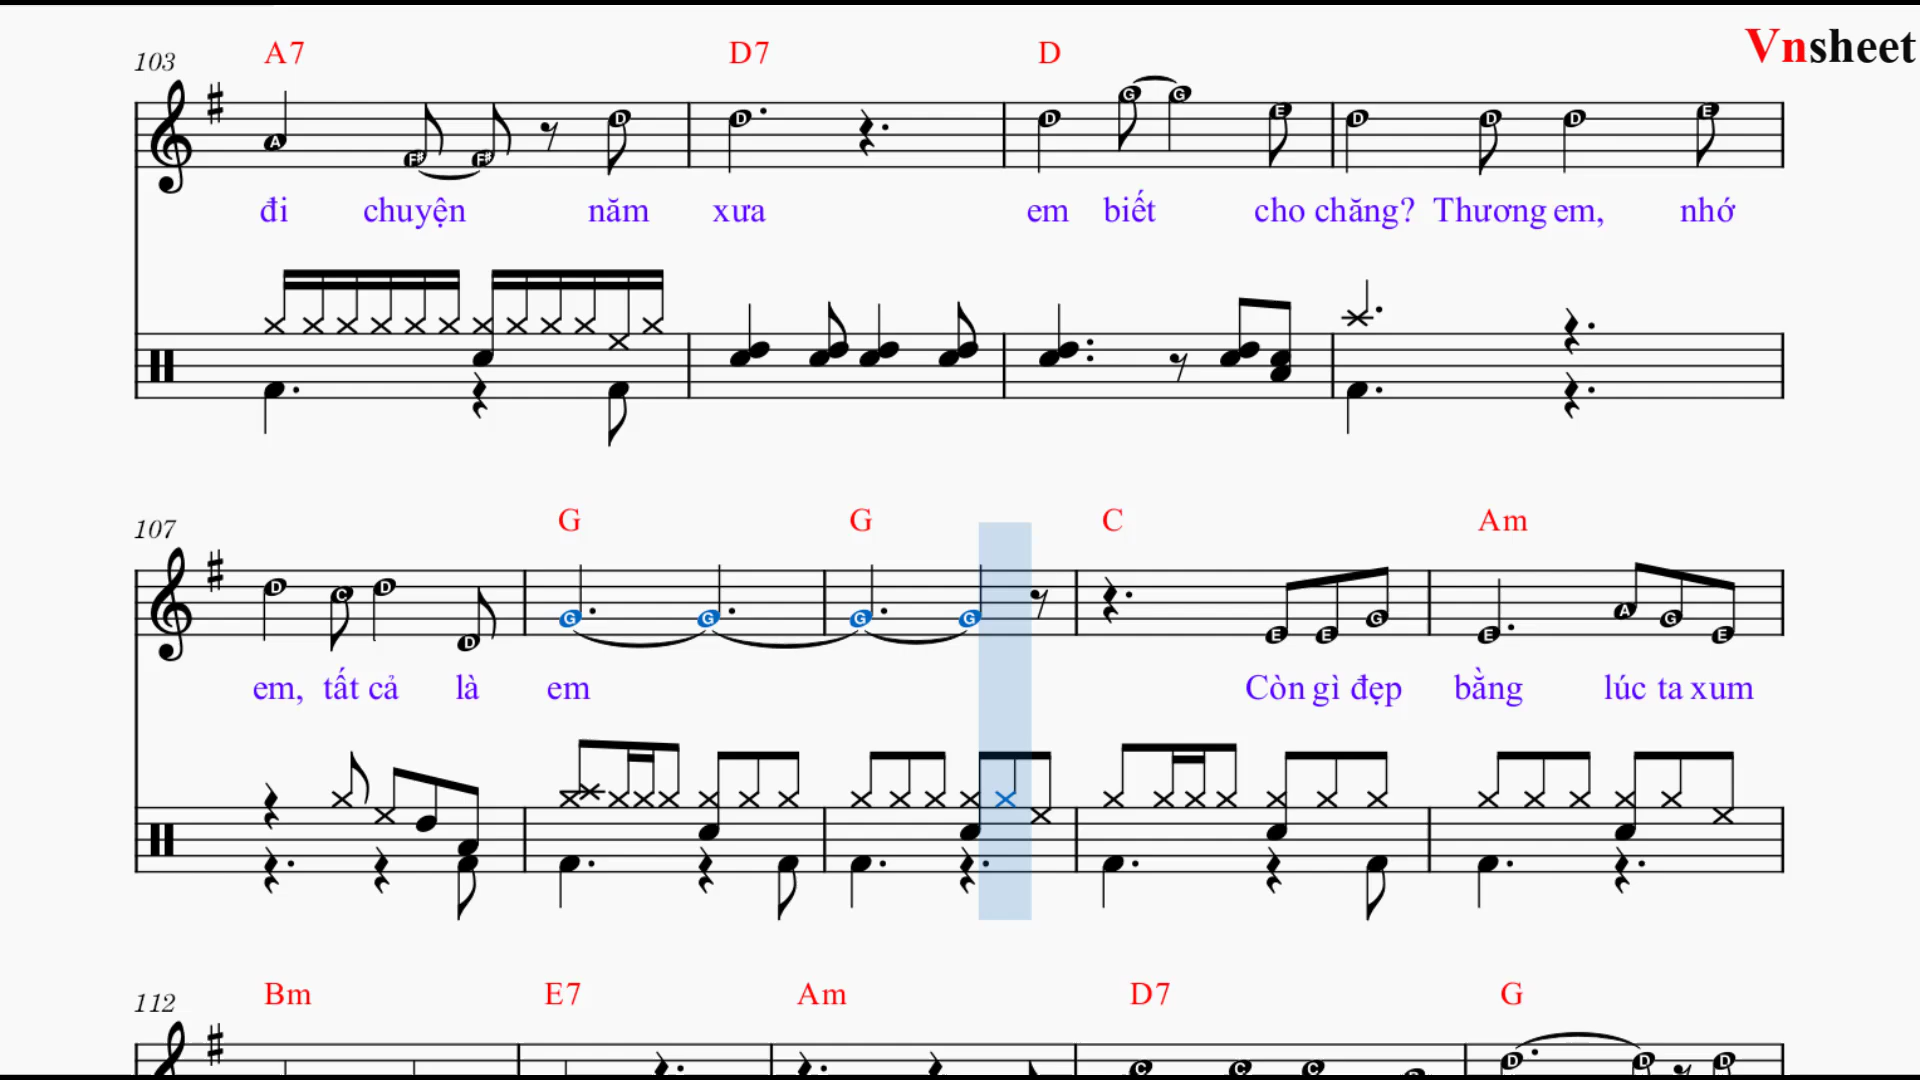 Vnsheet
103 A7 D7 D
A F# F# D D D G G E D D D E
đi chuyện năm xưa em biết cho chăng? Thương em, nhớ
107 G G C Am
D C D D G G G G E E G E A G E
em, tất cả là em Còn gì đẹp bằng lúc ta xum
112 Bm E7 Am D7 G
C C C D D D